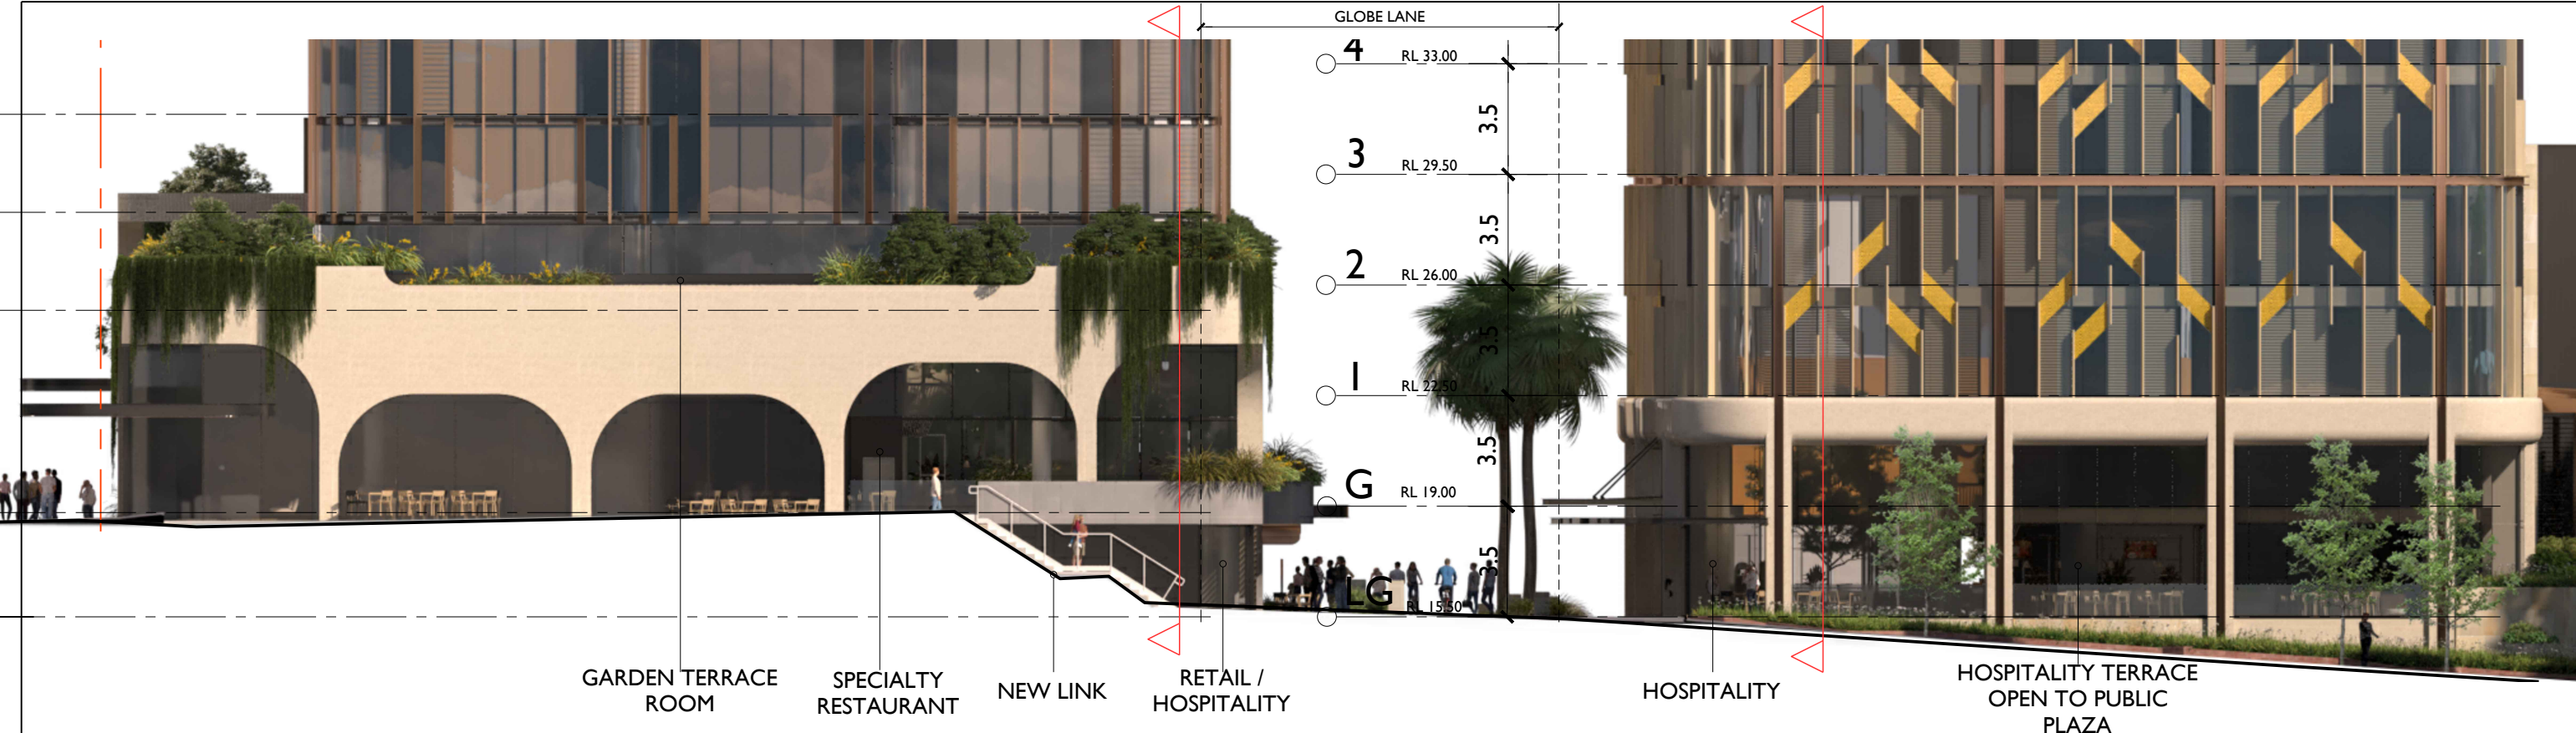 GLOBE LANE
4 RL 33.00
3.5
3 RL 29.50
3.5
2 RL 26.00
3.5
1 RL 22.50
3.5
G RL 19.00
3.5
LG RL 15.50
GARDEN TERRACE
ROOM
SPECIALTY
RESTAURANT
NEW LINK
RETAIL /
HOSPITALITY
HOSPITALITY
HOSPITALITY TERRACE
OPEN TO PUBLIC
PLAZA